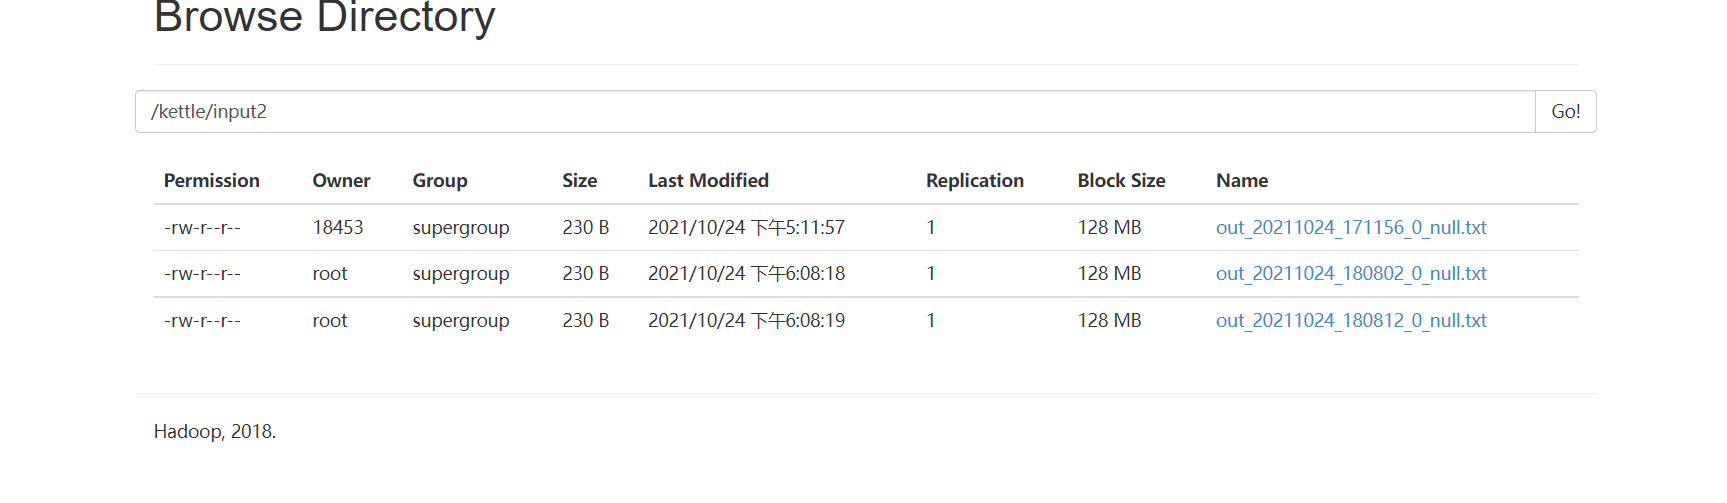 Browse Directory
/kettle/input2 Go!
Permission Owner Group Size Last Modified Replication Block Size Name
-rw-r--r-- 18453 supergroup 230 B 2021/10/24 下午5:11:57 1 128 MB out_20211024_171156_0_null.txt
-rw-r--r-- root supergroup 230 B 2021/10/24 下午6:08:18 1 128 MB out_20211024_180802_0_null.txt
-rw-r--r-- root supergroup 230 B 2021/10/24 下午6:08:19 1 128 MB out_20211024_180812_0_null.txt
Hadoop, 2018.